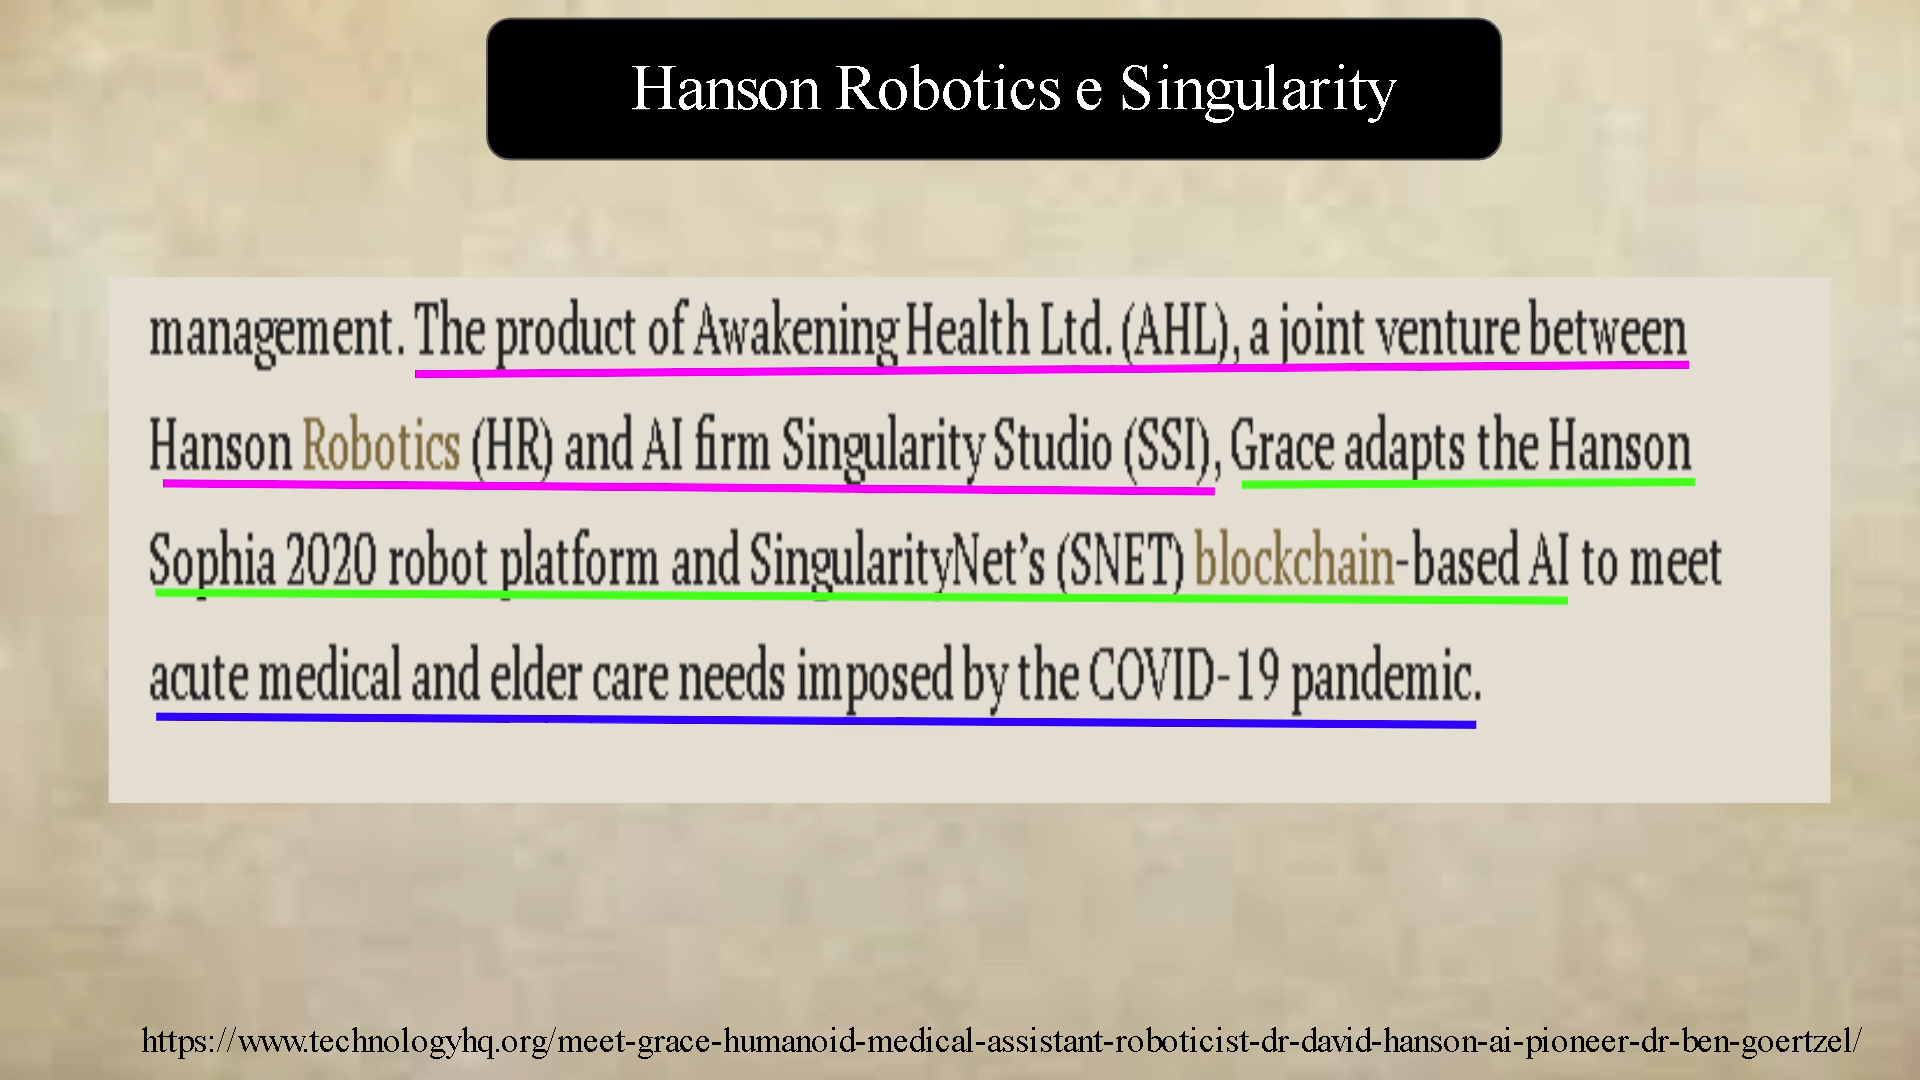 Hanson Robotics e Singularity
management. The product of Awakening Health Ltd. (AHL), a joint venture between
Hanson Robotics (HR) and AI firm Singularity Studio (SSI), Grace adapts the Hanson
Sophia 2020 robot platform and SingularityNet’s (SNET) blockchain-based AI to meet
acute medical and elder care needs imposed by the COVID-19 pandemic.
https://www.technologyhq.org/meet-grace-humanoid-medical-assistant-roboticist-dr-david-hanson-ai-pioneer-dr-ben-goertzel/